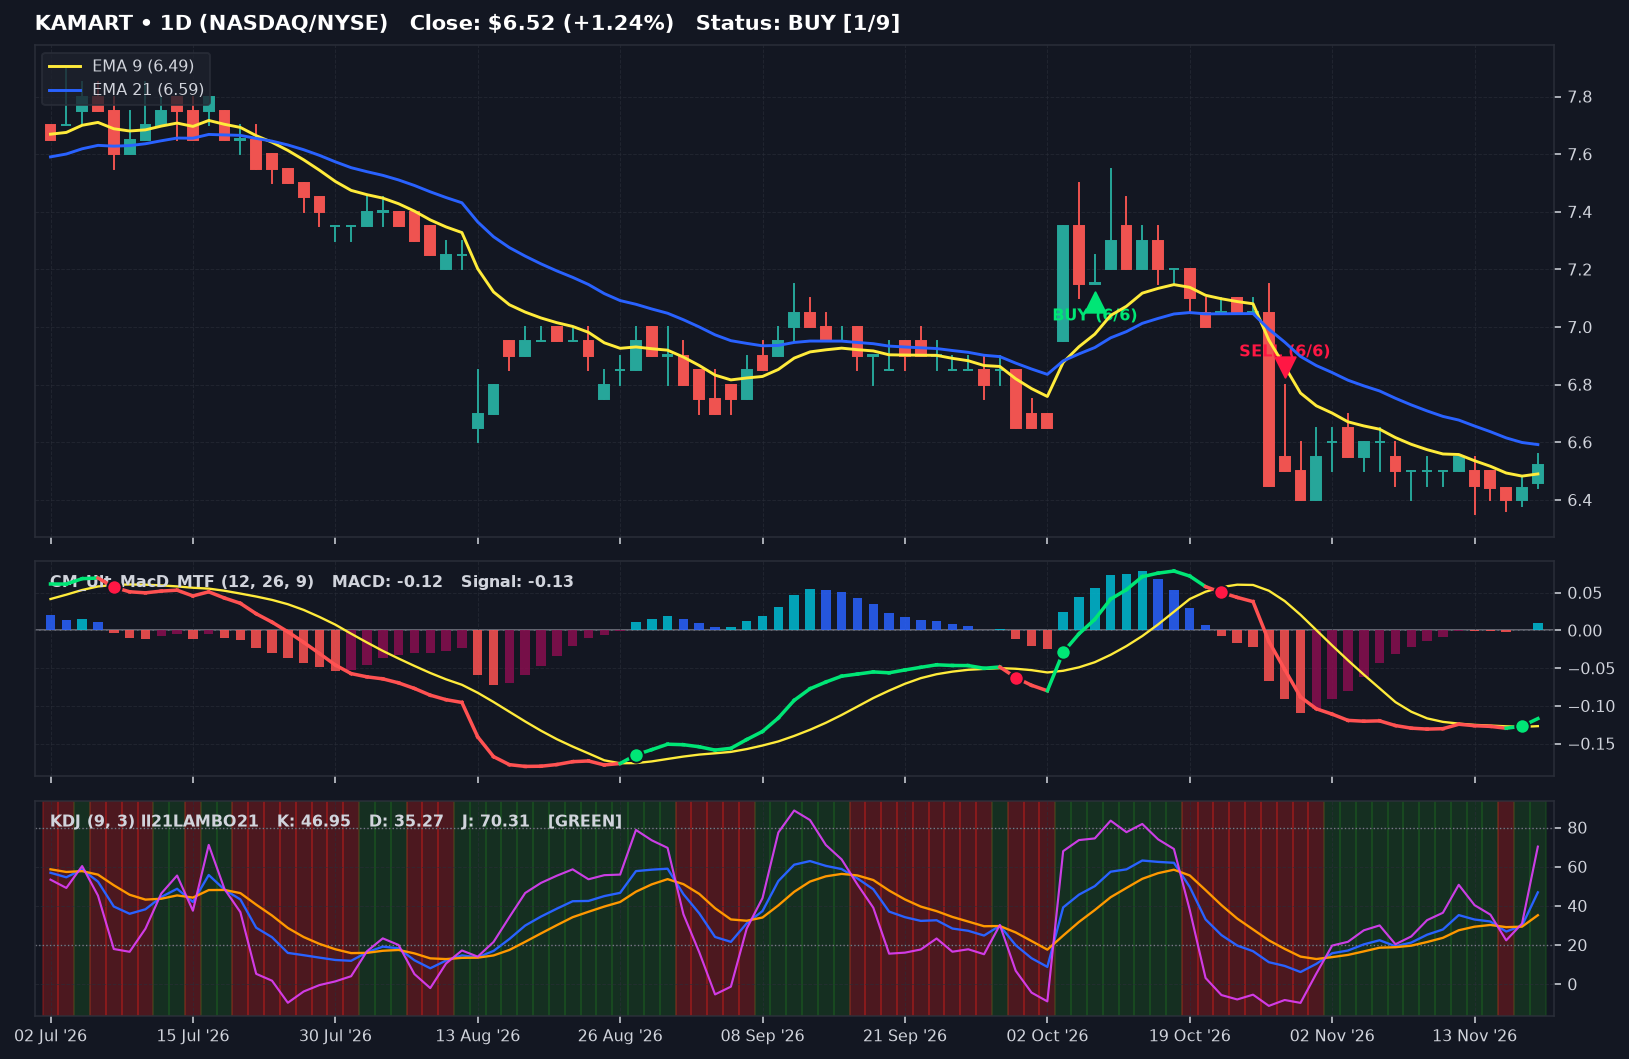 KAMART • 1D (NASDAQ/NYSE)   Close: $6.52 (+1.24%)   Status: BUY [1/9]
EMA 9 (6.49)
EMA 21 (6.59)
7.8
7.6
7.4
7.2
7.0
6.8
6.6
6.4
BUY (6/6)
SELL (6/6)
CM_Ult_MacD_MTF (12, 26, 9)   MACD: -0.12   Signal: -0.13
0.05
0.00
−0.05
−0.10
−0.15
KDJ (9, 3) II21LAMBO21   K: 46.95   D: 35.27   J: 70.31   [GREEN]
80
60
40
20
0
02 Jul '26
15 Jul '26
30 Jul '26
13 Aug '26
26 Aug '26
08 Sep '26
21 Sep '26
02 Oct '26
19 Oct '26
02 Nov '26
13 Nov '26